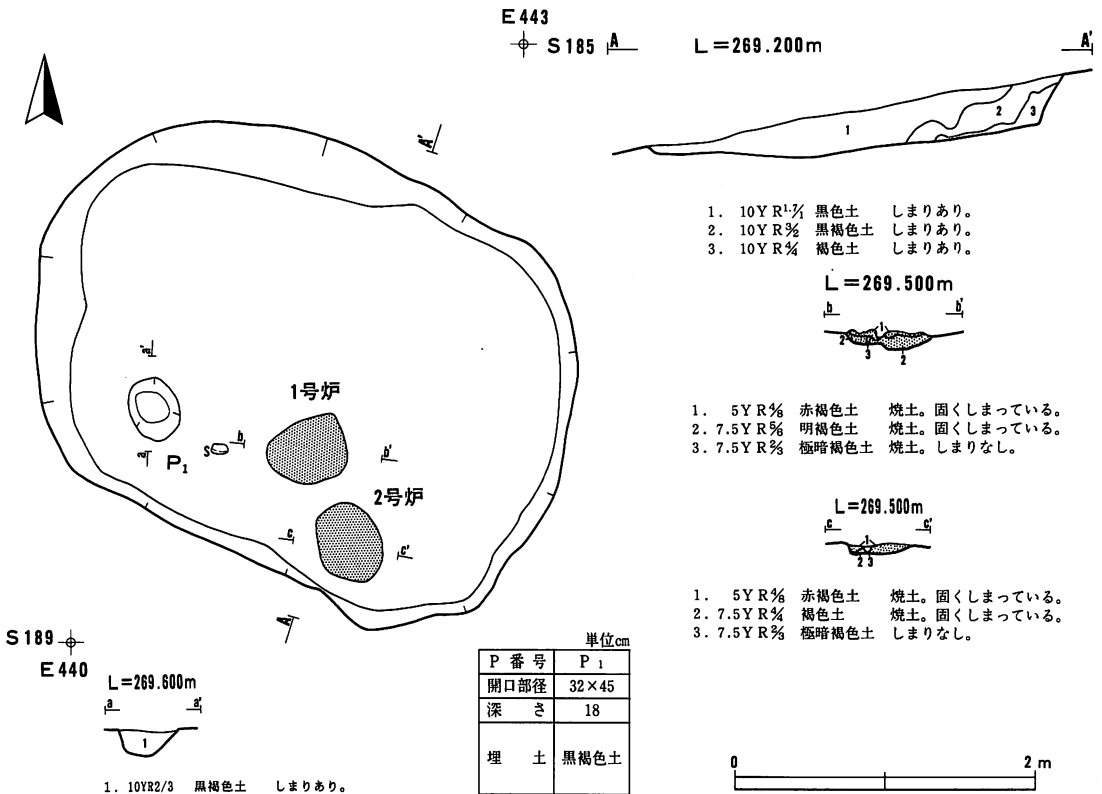 E443
S185 A L=269.200m A'
1 2 3
1. 10YR1.7/1 黒色土 しまりあり。
2. 10YR3/2 黒褐色土 しまりあり。
3. 10YR4/4 褐色土 しまりあり。
L=269.500m
b b'
1
2 3 2
1. 5YR4/8 赤褐色土 焼土。固くしまっている。
2. 7.5YR5/6 明褐色土 焼土。固くしまっている。
3. 7.5YR2/3 極暗褐色土 焼土。しまりなし。
L=269.500m
c c'
1
2 3
1. 5YR4/8 赤褐色土 焼土。固くしまっている。
2. 7.5YR4/4 褐色土 焼土。固くしまっている。
3. 7.5YR2/3 極暗褐色土 しまりなし。
A'
a'
1号炉
S b b'
a P1
2号炉
c c'
A
S189
E440
L=269.600m
a a'
1
1. 10YR2/3 黒褐色土 しまりあり。
単位cm
P番号 P1
開口部径 32×45
深さ 18
埋土 黒褐色土
0 2m